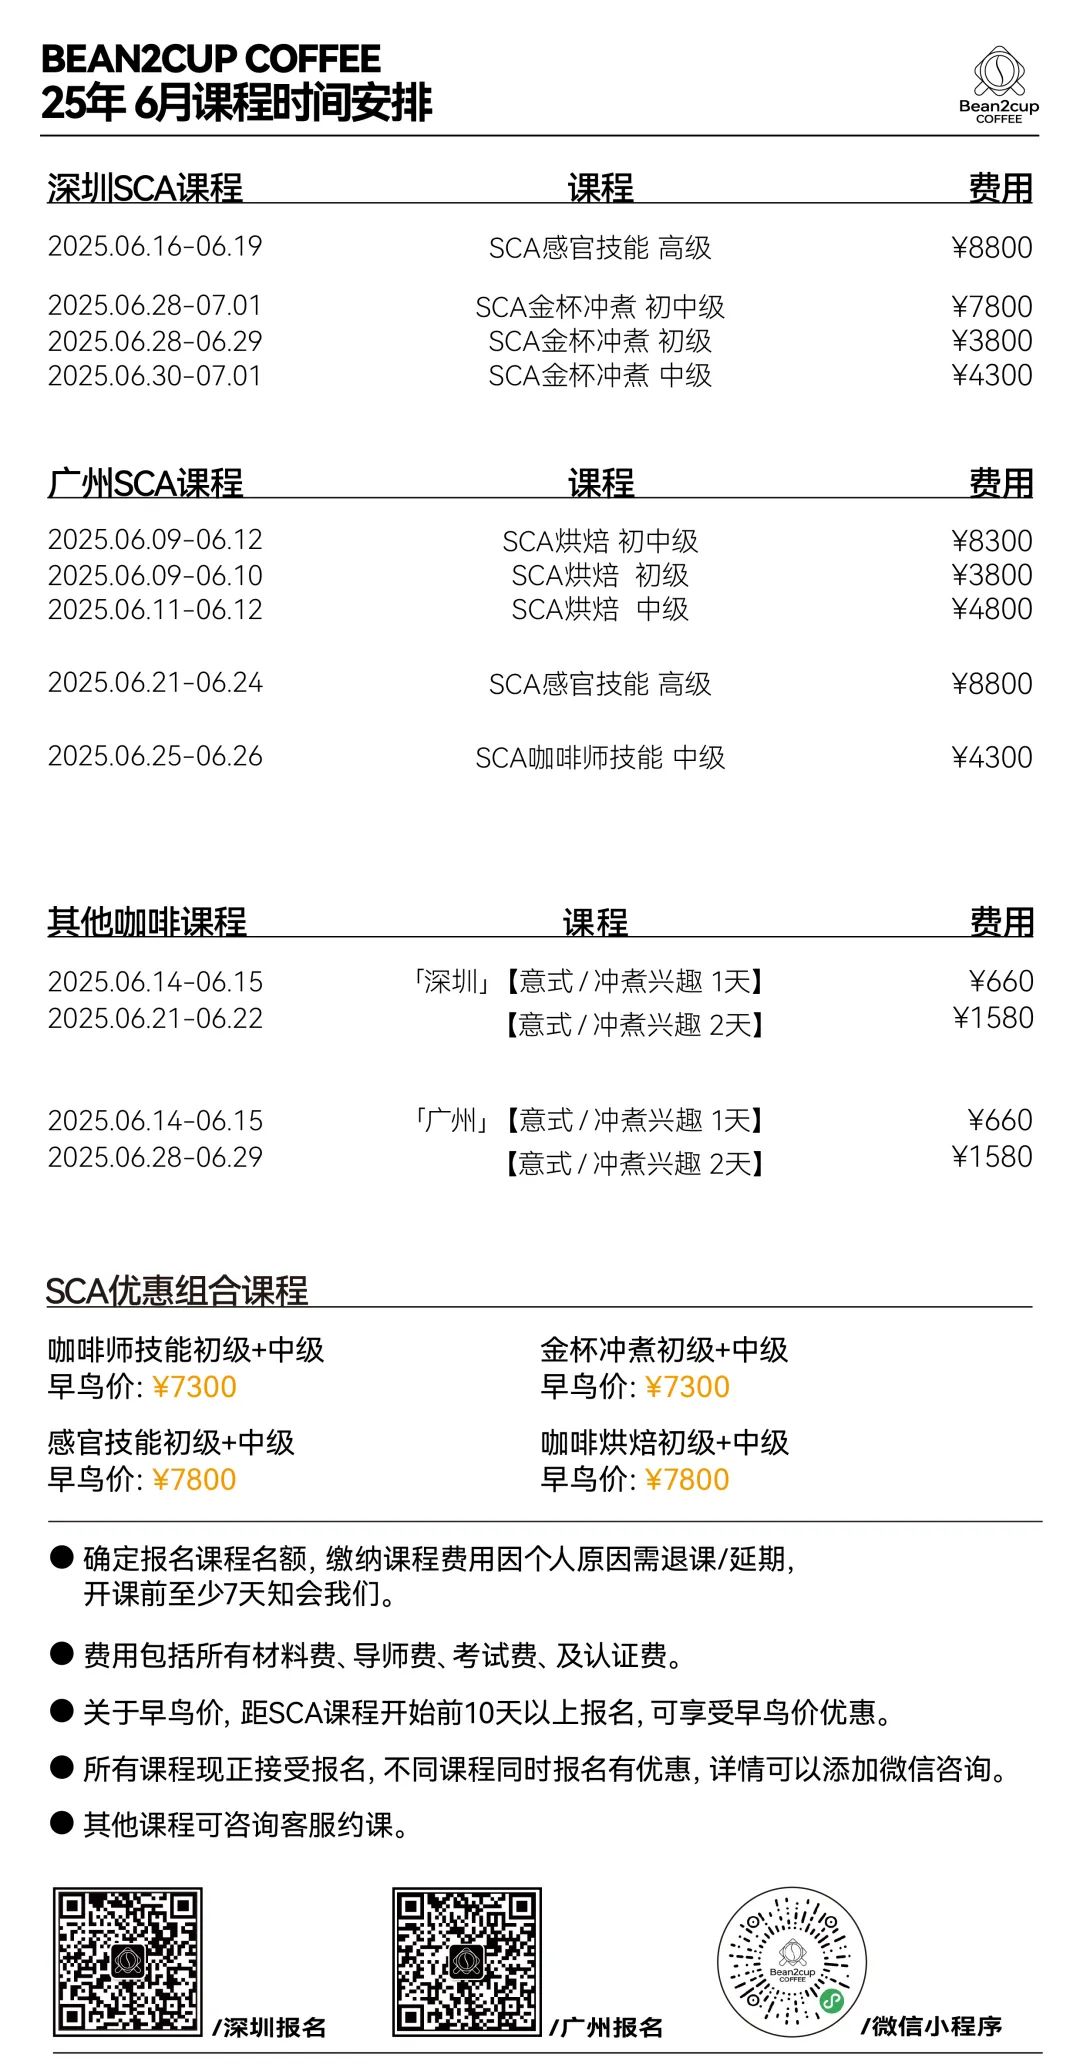 BEAN2CUP COFFEE
25年 6月课程时间安排
Bean2cup
COFFEE
深圳SCA课程 课程 费用
2025.06.16-06.19 SCA感官技能 高级 ¥8800
2025.06.28-07.01 SCA金杯冲煮 初中级 ¥7800
2025.06.28-06.29 SCA金杯冲煮 初级 ¥3800
2025.06.30-07.01 SCA金杯冲煮 中级 ¥4300
广州SCA课程 课程 费用
2025.06.09-06.12 SCA烘焙 初中级 ¥8300
2025.06.09-06.10 SCA烘焙 初级 ¥3800
2025.06.11-06.12 SCA烘焙 中级 ¥4800
2025.06.21-06.24 SCA感官技能 高级 ¥8800
2025.06.25-06.26 SCA咖啡师技能 中级 ¥4300
其他咖啡课程 课程 费用
2025.06.14-06.15 「深圳」【意式/冲煮兴趣 1天】 ¥660
2025.06.21-06.22 【意式/冲煮兴趣 2天】 ¥1580
2025.06.14-06.15 「广州」【意式/冲煮兴趣 1天】 ¥660
2025.06.28-06.29 【意式/冲煮兴趣 2天】 ¥1580
SCA优惠组合课程
咖啡师技能初级+中级 金杯冲煮初级+中级
早鸟价: ¥7300 早鸟价: ¥7300
感官技能初级+中级 咖啡烘焙初级+中级
早鸟价: ¥7800 早鸟价: ¥7800
● 确定报名课程名额, 缴纳课程费用因个人原因需退课/延期,
开课前至少7天知会我们。
● 费用包括所有材料费、导师费、考试费、及认证费。
● 关于早鸟价, 距SCA课程开始前10天以上报名, 可享受早鸟价优惠。
● 所有课程现正接受报名, 不同课程同时报名有优惠, 详情可以添加微信咨询。
● 其他课程可咨询客服约课。
Bean2cup
COFFEE
/深圳报名 /广州报名 /微信小程序